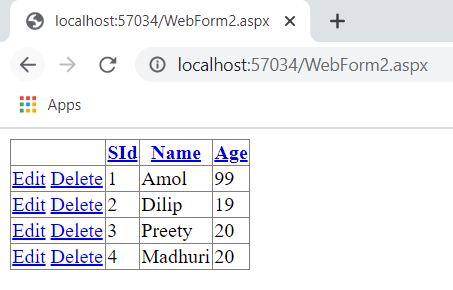 localhost:57034/WebForm2.aspx
localhost:57034/WebForm2.aspx
Apps
SId Name Age
Edit Delete 1 Amol 99
Edit Delete 2 Dilip 19
Edit Delete 3 Preety 20
Edit Delete 4 Madhuri 20